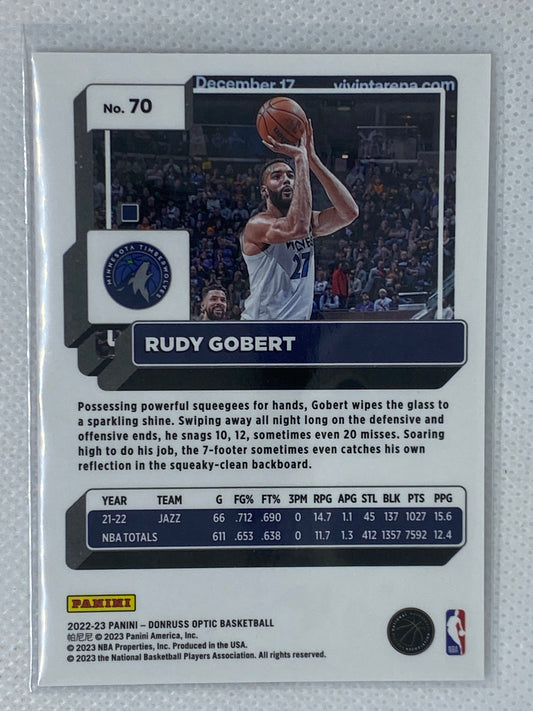 December 17 vivintarena.com
No. 70
MINNESOTA TIMBERWOLVES
27
RUDY GOBERT
Possessing powerful squeegees for hands, Gobert wipes the glass to
a sparkling shine. Swiping away all night long on the defensive and
offensive ends, he snags 10, 12, sometimes even 20 misses. Soaring
high to do his job, the 7-footer sometimes even catches his own
reflection in the squeaky-clean backboard.
YEAR TEAM G FG% FT% 3PM RPG APG STL BLK PTS PPG
21-22 JAZZ 66 .712 .690 0 14.7 1.1 45 137 1027 15.6
NBA TOTALS 611 .653 .638 0 11.7 1.3 412 1357 7592 12.4
PANINI
2022-23 PANINI – DONRUSS OPTIC BASKETBALL
帕尼尼 © 2023 Panini America, Inc.
© 2023 NBA Properties, Inc. Produced in the USA.
© 2023 the National Basketball Players Association. All rights reserved.
NBA